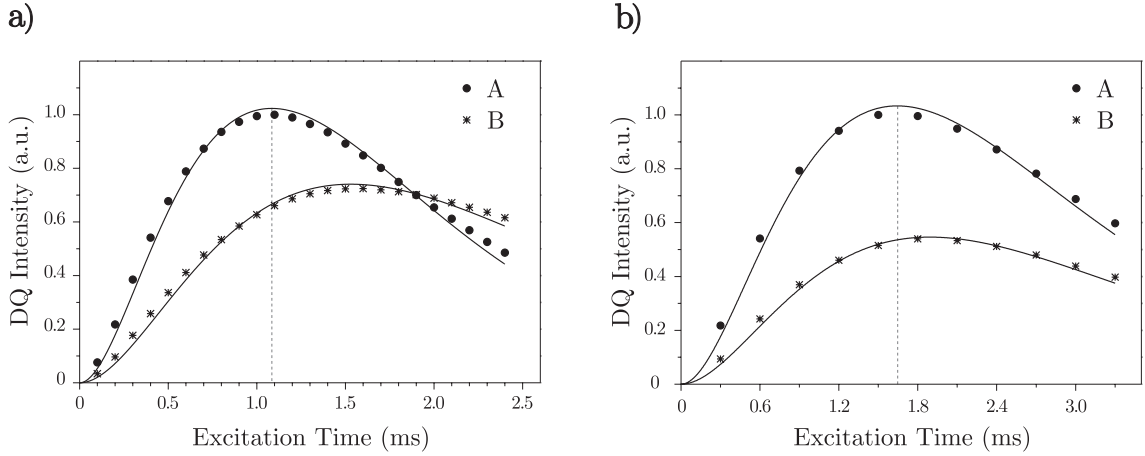 a)
DQ Intensity (a.u.)
1.0
0.8
0.6
0.4
0.2
0
0 0.5 1.0 1.5 2.0 2.5
Excitation Time (ms)
A
B
b)
DQ Intensity (a.u.)
1.0
0.8
0.6
0.4
0.2
0
0 0.6 1.2 1.8 2.4 3.0
Excitation Time (ms)
A
B